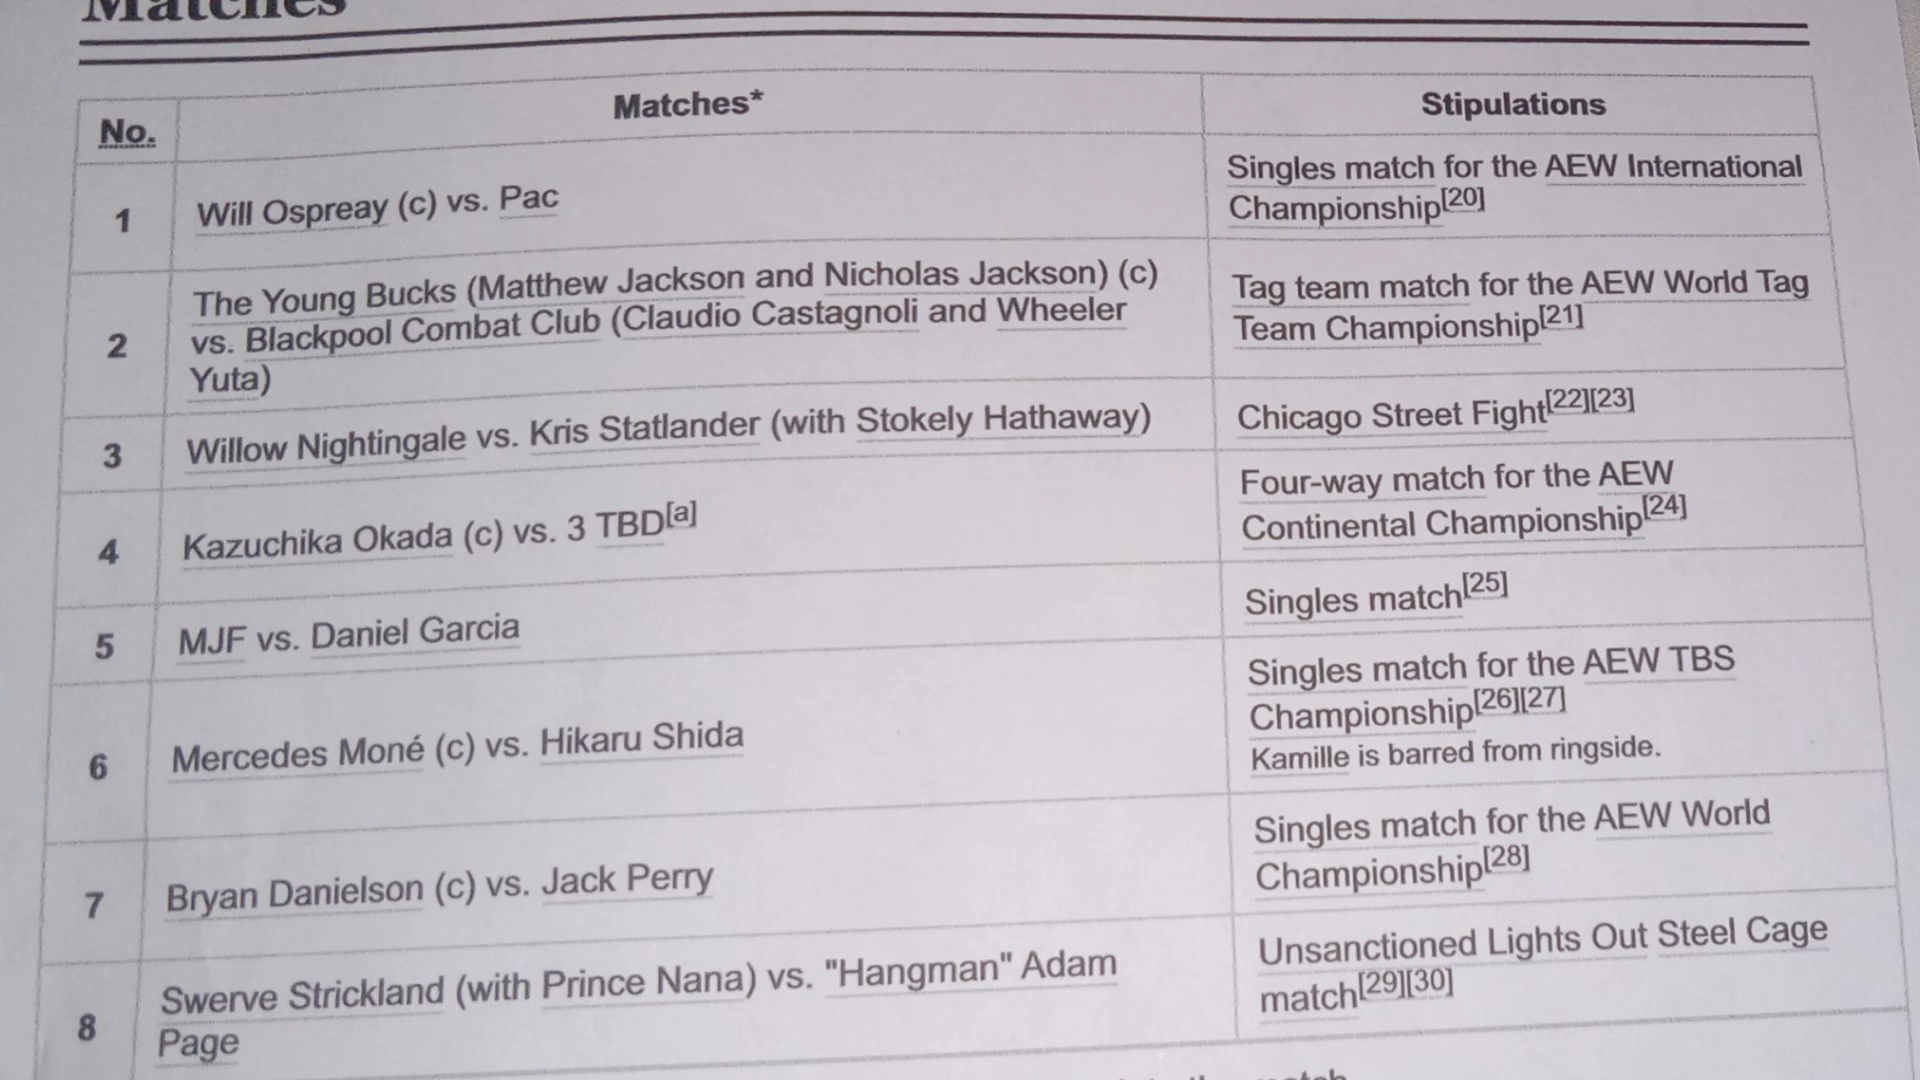 Matches
No.
Matches*
Stipulations
1
Will Ospreay (c) vs. Pac
Singles match for the AEW International
Championship[20]
2
The Young Bucks (Matthew Jackson and Nicholas Jackson) (c)
vs. Blackpool Combat Club (Claudio Castagnoli and Wheeler
Yuta)
Tag team match for the AEW World Tag
Team Championship[21]
3
Willow Nightingale vs. Kris Statlander (with Stokely Hathaway)
Chicago Street Fight[22][23]
4
Kazuchika Okada (c) vs. 3 TBD[a]
Four-way match for the AEW
Continental Championship[24]
5
MJF vs. Daniel Garcia
Singles match[25]
6
Mercedes Moné (c) vs. Hikaru Shida
Singles match for the AEW TBS
Championship[26][27]
Kamille is barred from ringside.
7
Bryan Danielson (c) vs. Jack Perry
Singles match for the AEW World
Championship[28]
8
Swerve Strickland (with Prince Nana) vs. "Hangman" Adam
Page
Unsanctioned Lights Out Steel Cage
match[29][30]